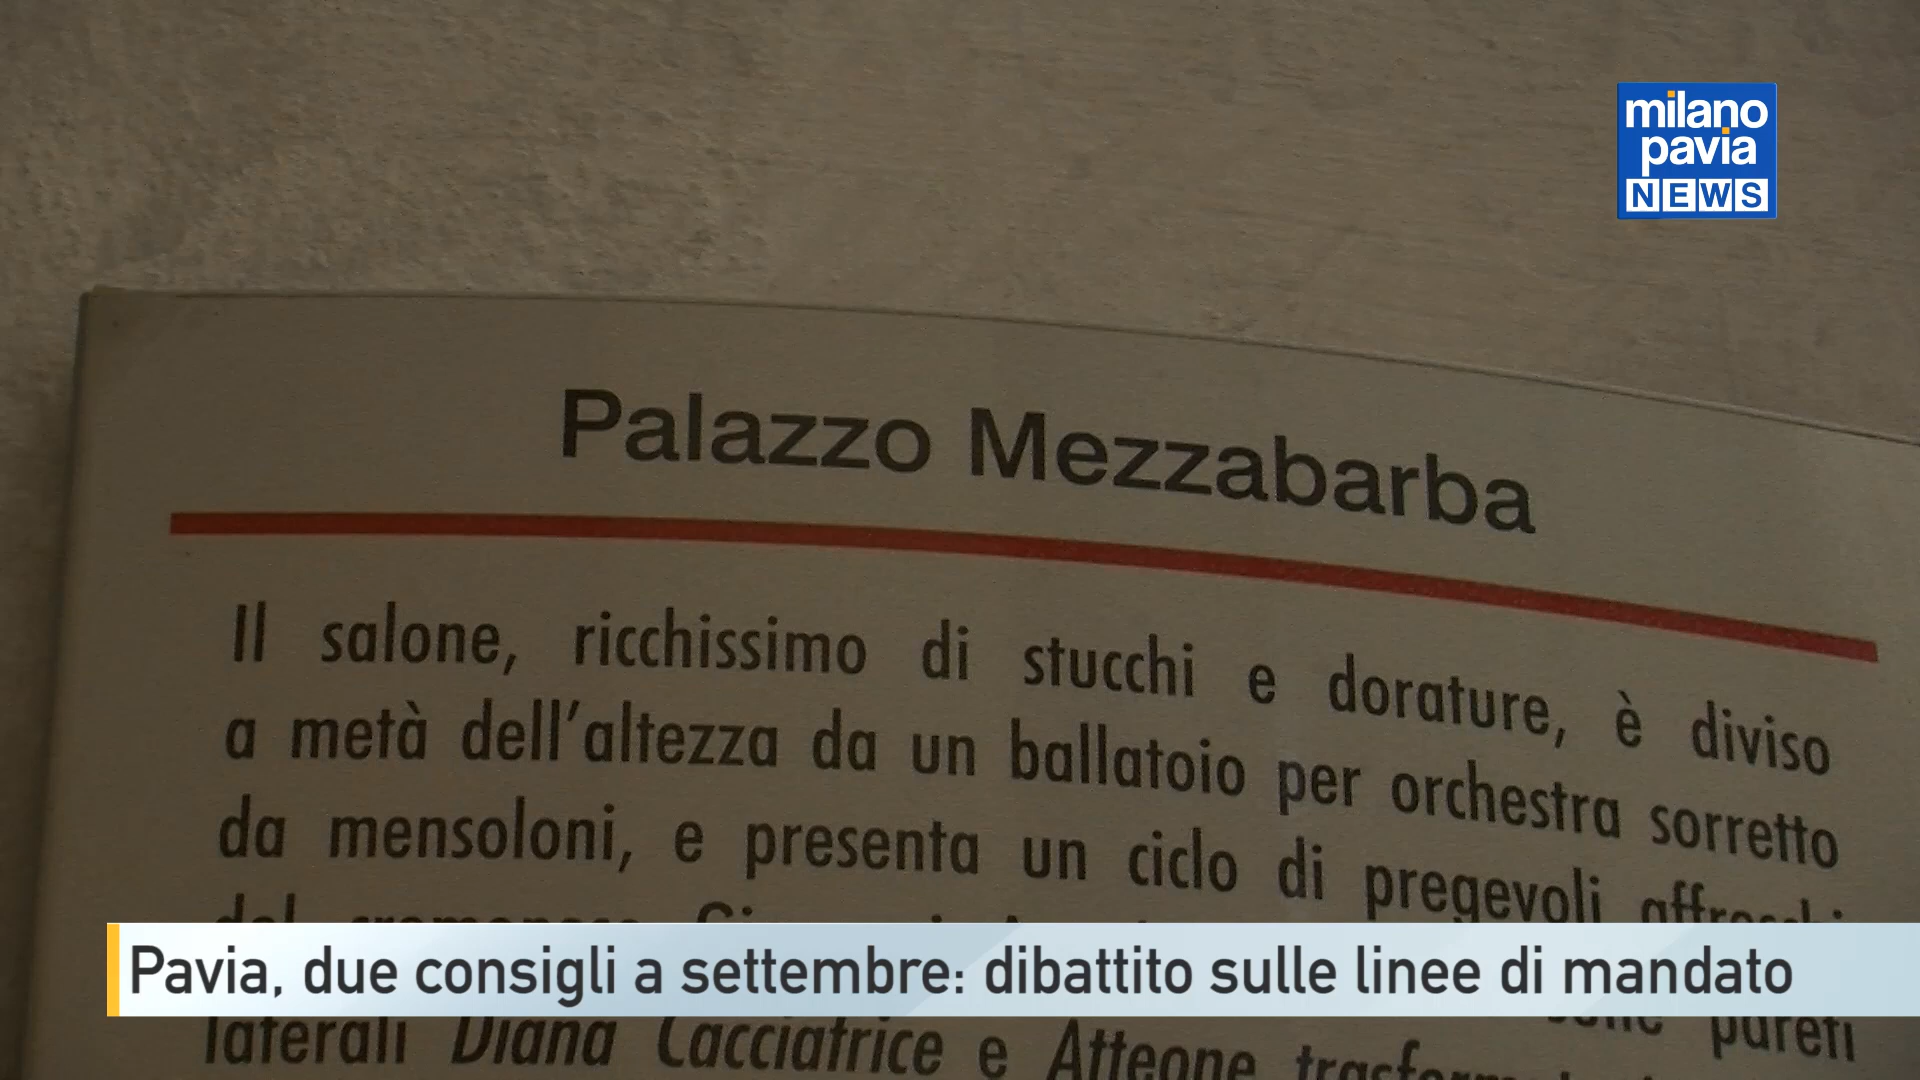 milano
pavia
NEWS
Palazzo Mezzabarba
Il salone, ricchissimo di stucchi e dorature, è diviso
a metà dell'altezza da un ballatoio per orchestra sorretto
da mensoloni, e presenta un ciclo di pregevoli affreschi
Pavia, due consigli a settembre: dibattito sulle linee di mandato
pareti
laterali Diana Cacciatrice e Atteone